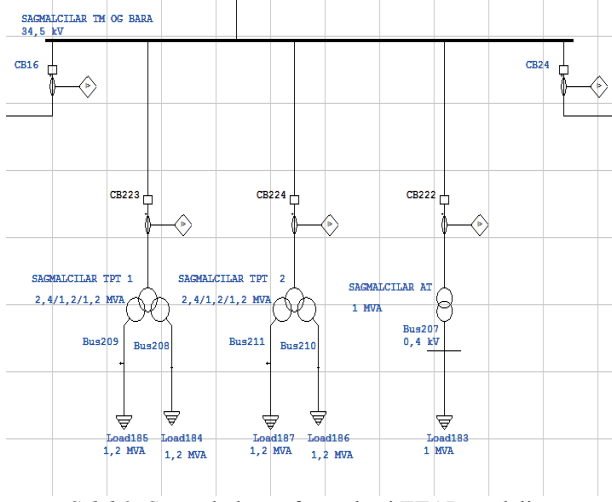 SAGMALCILAR TM OG BARA
34,5 kV
CB16
CB24
CB223
CB224
CB222
SAGMALCILAR TPT 1
2,4/1,2/1,2 MVA
SAGMALCILAR TPT 2
2,4/1,2/1,2 MVA
SAGMALCILAR AT
1 MVA
Bus209
Bus208
Bus211
Bus210
Bus207
0,4 kV
Load185
1,2 MVA
Load184
1,2 MVA
Load187
1,2 MVA
Load186
1,2 MVA
Load183
1 MVA